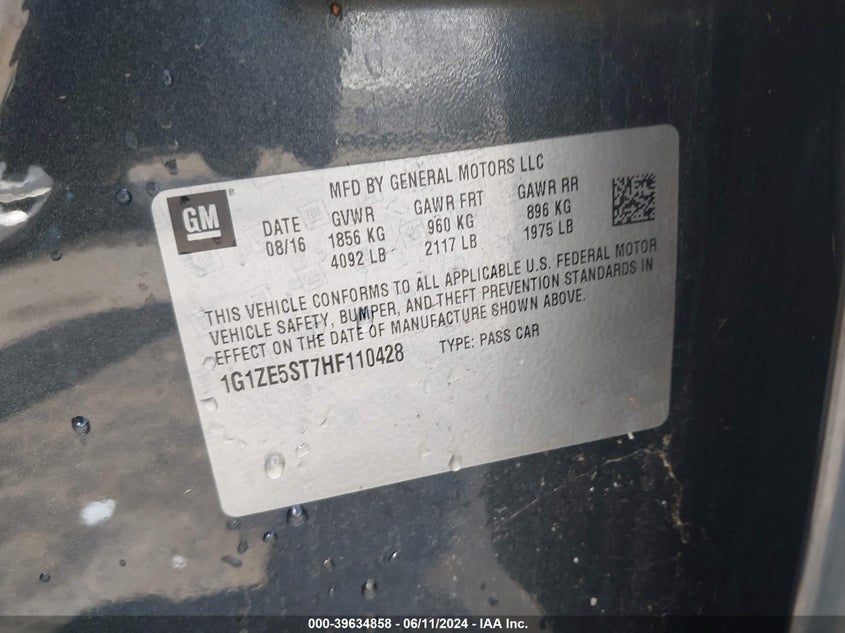 GM
®
MFD BY GENERAL MOTORS LLC
DATE GVWR GAWR FRT GAWR RR
08/16 1856 KG 960 KG 896 KG
4092 LB 2117 LB 1975 LB
THIS VEHICLE CONFORMS TO ALL APPLICABLE U.S. FEDERAL MOTOR
VEHICLE SAFETY, BUMPER, AND THEFT PREVENTION STANDARDS IN
EFFECT ON THE DATE OF MANUFACTURE SHOWN ABOVE.
1G1ZE5ST7HF110428 TYPE: PASS CAR
000-39634858 - 06/11/2024 - IAA Inc.